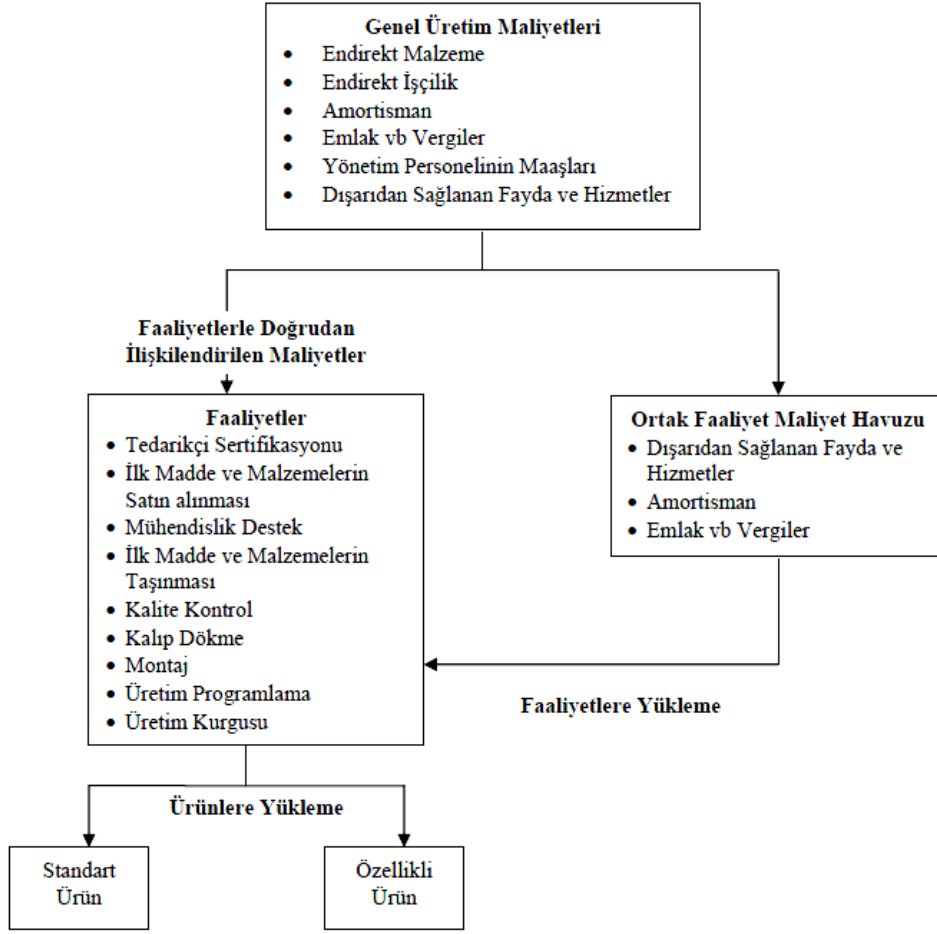 Genel Üretim Maliyetleri
• Endirekt Malzeme
• Endirekt İşçilik
• Amortisman
• Emlak vb Vergiler
• Yönetim Personelinin Maaşları
• Dışarıdan Sağlanan Fayda ve Hizmetler
Faaliyetlerle Doğrudan
İlişkilendirilen Maliyetler
Faaliyetler
• Tedarikçi Sertifikasyonu
• İlk Madde ve Malzemelerin
Satın alınması
• Mühendislik Destek
• İlk Madde ve Malzemelerin
Taşınması
• Kalite Kontrol
• Kalıp Dökme
• Montaj
• Üretim Programlama
• Üretim Kurgusu
Ortak Faaliyet Maliyet Havuzu
• Dışarıdan Sağlanan Fayda ve
Hizmetler
• Amortisman
• Emlak vb Vergiler
Faaliyetlere Yükleme
Ürünlere Yükleme
Standart
Ürün
Özellikli
Ürün